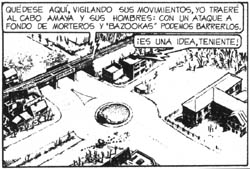 QUÉDESE AQUÍ, VIGILANDO SUS MOVIMIENTOS, YO TRAERÉ
AL CABO AMAYA Y SUS HOMBRES: CON UN ATAQUE A
FONDO DE MORTEROS Y "BAZOOKAS" PODEMOS BARRERLOS.
¡ES UNA IDEA, TENIENTE!